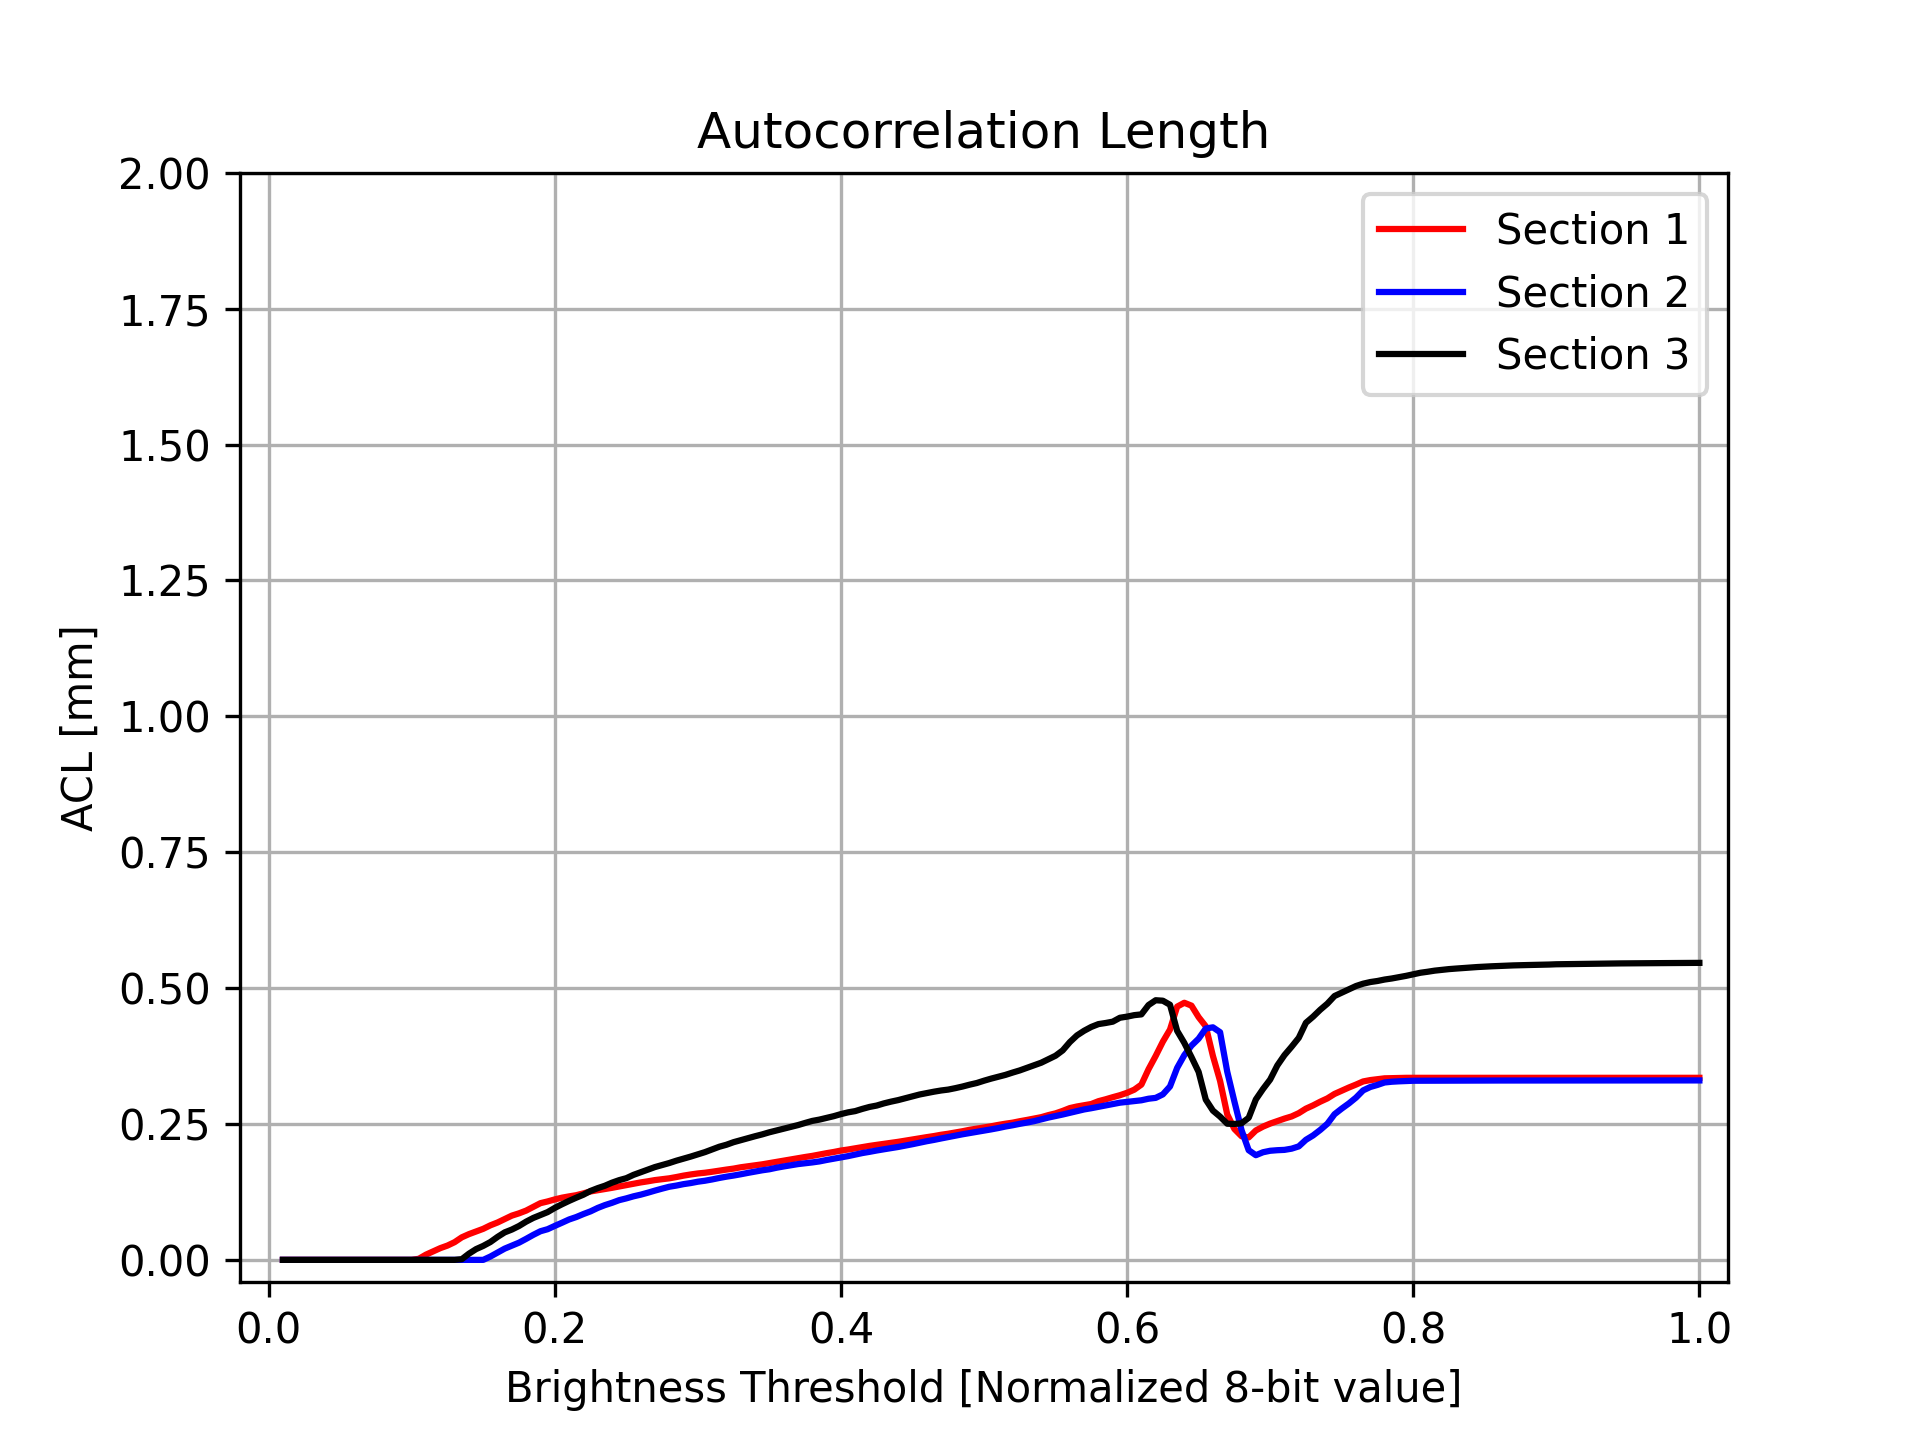 Autocorrelation Length
2.00
1.75
1.50
1.25
1.00
0.75
0.50
0.25
0.00
ACL [mm]
Section 1
Section 2
Section 3
0.0 0.2 0.4 0.6 0.8 1.0
Brightness Threshold [Normalized 8-bit value]